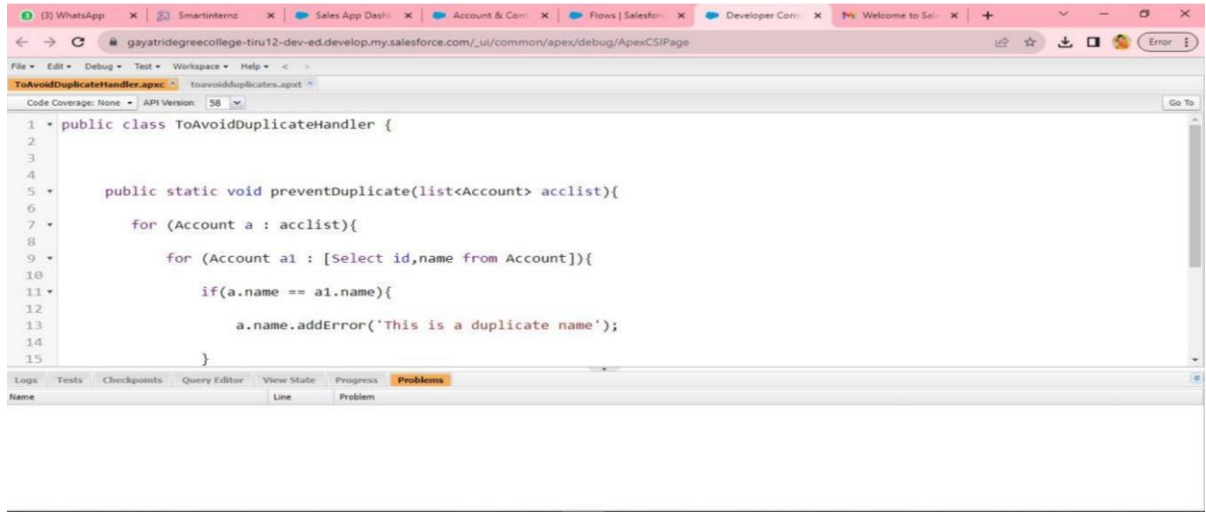 (3) WhatsApp Smartinternz Sales App Dashb Account & Cont Flows | Salesfor Developer Cons Welcome to Sal
gayatridegreecollege-tiru12-dev-ed.develop.my.salesforce.com/_ui/common/apex/debug/ApexCSIPage Error
File Edit Debug Test Workspace Help < >
ToAvoidDuplicateHandler.apxc toavoidduplicates.apxt
Code Coverage: None API Version: 58 Go To
1 public class ToAvoidDuplicateHandler {
2
3
4
5 public static void preventDuplicate(list<Account> acclist){
6
7 for (Account a : acclist){
8
9 for (Account a1 : [Select id,name from Account]){
10
11 if(a.name == a1.name){
12
13 a.name.addError('This is a duplicate name');
14
15 }
Logs Tests Checkpoints Query Editor View State Progress Problems
Name Line Problem